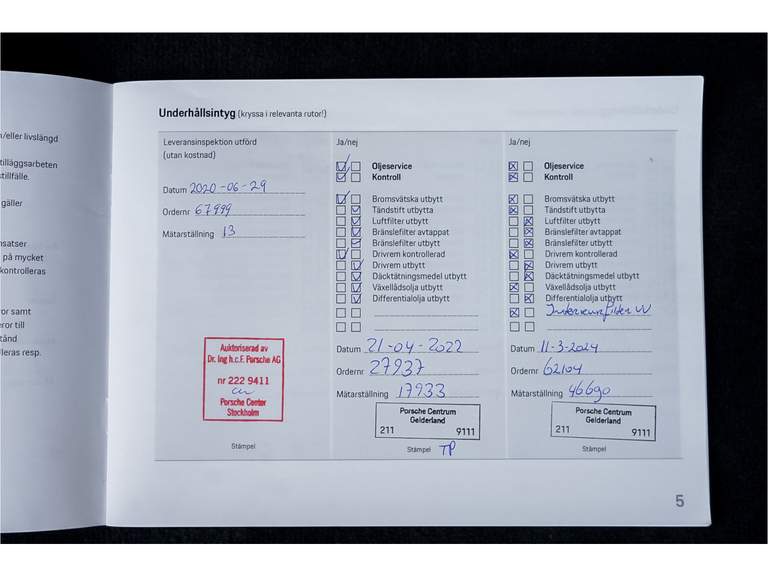 n/eller livslängd
tilläggsarbeten
tillfälle.
gäller
nsatser
på mycket
kontrolleras
or samt
ror till
tånd
lleras resp.
Underhållsintyg (kryssa i relevanta rutor!)
Leveransinspektion utförd
(utan kostnad)
Datum 2020-06-29
Ordernr 67999
Mätarställning 13
Auktoriserad av
Dr. Ing h.c.F. Porsche AG
nr 222 9411
Porsche Center
Stockholm
Stämpel
Ja/nej
Oljeservice
Kontroll
Bromsvätska utbytt
Tändstift utbytta
Luftfilter utbytt
Bränslefilter avtappat
Bränslefilter utbytt
Drivrem kontrollerad
Drivrem utbytt
Däcktätningsmedel utbytt
Växellådsolja utbytt
Differentialolja utbytt
Datum 21-04-2022
Ordernr 27937
Mätarställning 17933
Porsche Centrum
Gelderland
211 9111
Stämpel TP
Ja/nej
Oljeservice
Kontroll
Bromsvätska utbytt
Tändstift utbytta
Luftfilter utbytt
Bränslefilter avtappat
Bränslefilter utbytt
Drivrem kontrollerad
Drivrem utbytt
Däcktätningsmedel utbytt
Växellådsolja utbytt
Differentialolja utbytt
Interieurfilter VV
Datum 11-3-2024
Ordernr 62104
Mätarställning 46690
Porsche Centrum
Gelderland
211 9111
Stämpel
5